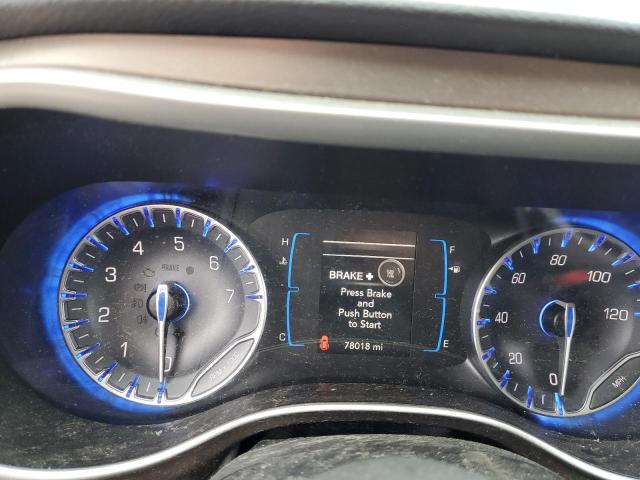 5
4
6
3
7
2
1
0
BRAKE
H
F
BRAKE +
Press Brake
and
Push Button
to Start
C
E
78018 mi
100
80
60
120
40
20
0
MPH